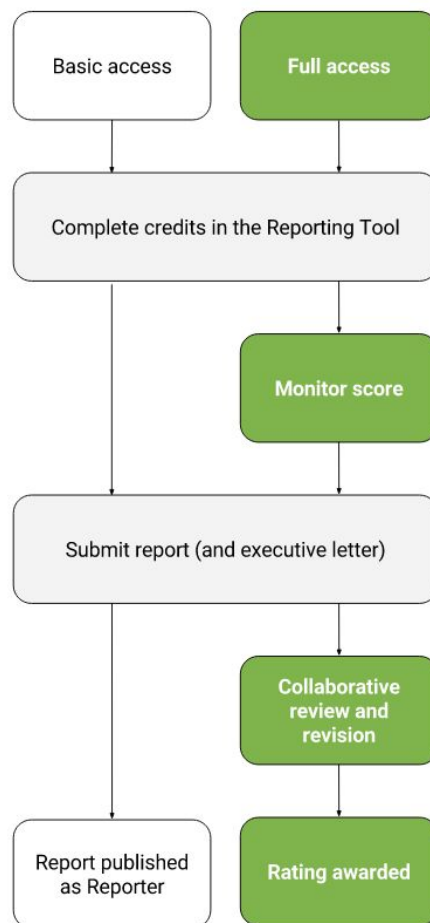 Basic access
Full access
Complete credits in the Reporting Tool
Monitor score
Submit report (and executive letter)
Collaborative
review and
revision
Report published
as Reporter
Rating awarded